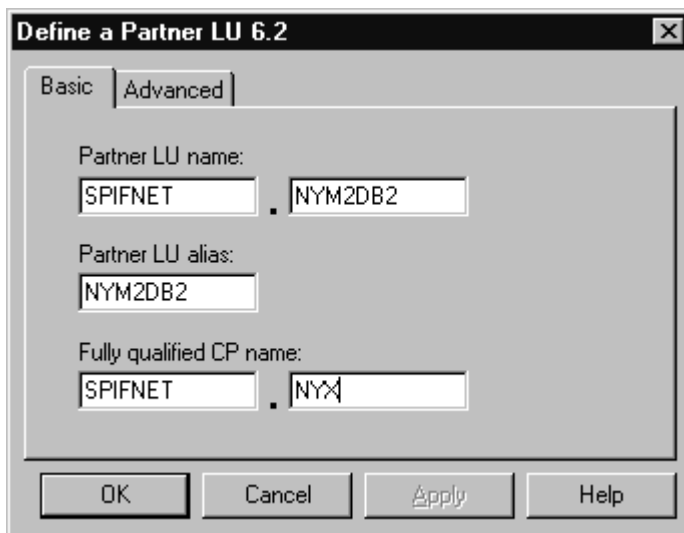 Define a Partner LU 6.2
Basic Advanced
Partner LU name:
SPIFNET . NYM2DB2
Partner LU alias:
NYM2DB2
Fully qualified CP name:
SPIFNET . NYX
OK Cancel Apply Help